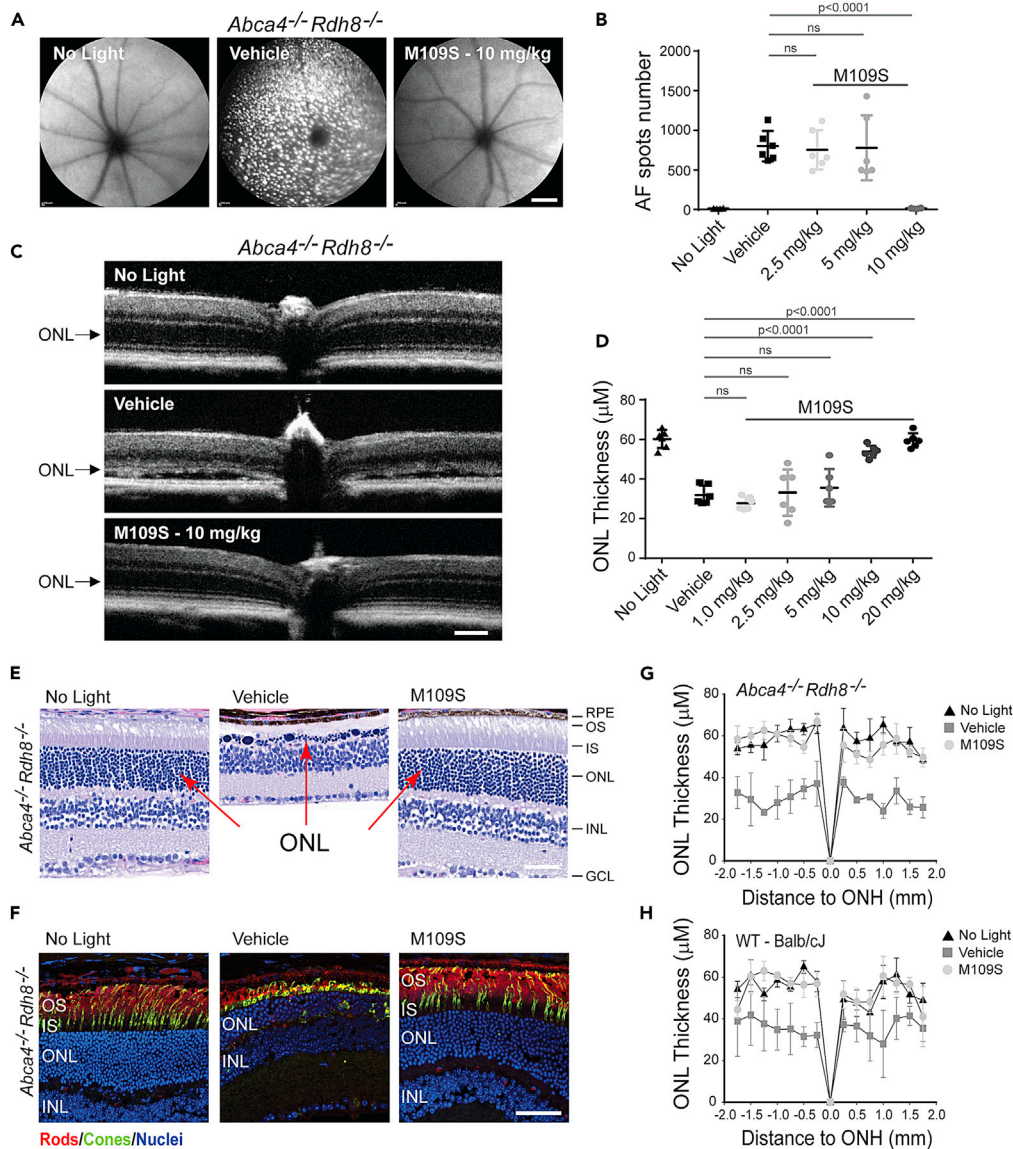 A
Abca4-/-Rdh8-/-
No Light
Vehicle
M109S - 10 mg/kg
B
p<0.0001
ns
ns
M109S
AF spots number
2000
1500
1000
500
0
No Light
Vehicle
2.5 mg/kg
5 mg/kg
10 mg/kg
C
Abca4-/-Rdh8-/-
No Light
ONL
Vehicle
ONL
M109S - 10 mg/kg
ONL
D
p<0.0001
p<0.0001
ns
ns
ns
M109S
ONL Thickness (μM)
80
60
40
20
0
No Light
Vehicle
1.0 mg/kg
2.5 mg/kg
5 mg/kg
10 mg/kg
20 mg/kg
E
No Light
Vehicle
M109S
Abca4-/-Rdh8-/-
RPE
OS
IS
ONL
INL
GCL
ONL
F
No Light
Vehicle
M109S
Abca4-/-Rdh8-/-
OS
IS
ONL
INL
ONL
INL
OS
IS
ONL
INL
Rods/Cones/Nuclei
G
Abca4-/-Rdh8-/-
No Light
Vehicle
M109S
ONL Thickness (μM)
80
60
40
20
0
-2.0 -1.5 -1.0 -0.5 0.0 0.5 1.0 1.5 2.0
Distance to ONH (mm)
H
WT - Balb/cJ
No Light
Vehicle
M109S
ONL Thickness (μM)
80
60
40
20
0
-2.0 -1.5 -1.0 -0.5 0.0 0.5 1.0 1.5 2.0
Distance to ONH (mm)